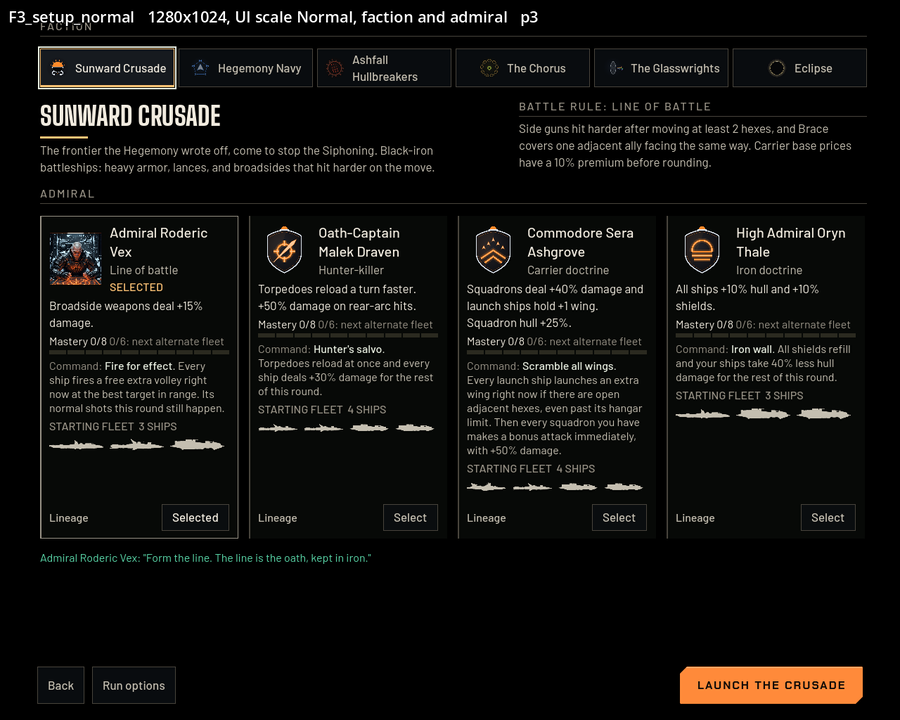 F3_setup_normal 1280x1024, UI scale Normal, faction and admiral p3
FACTION
Sunward Crusade
Hegemony Navy
Ashfall
Hullbreakers
The Chorus
The Glasswrights
Eclipse
SUNWARD CRUSADE
The frontier the Hegemony wrote off, come to stop the Siphoning. Black-iron
battleships: heavy armor, lances, and broadsides that hit harder on the move.
BATTLE RULE: LINE OF BATTLE
Side guns hit harder after moving at least 2 hexes, and Brace
covers one adjacent ally facing the same way. Carrier base prices
have a 10% premium before rounding.
ADMIRAL
Admiral Roderic
Vex
Line of battle
SELECTED
Broadside weapons deal +15%
damage.
Mastery 0/8 0/6: next alternate fleet
Command: Fire for effect. Every
ship fires a free extra volley right
now at the best target in range. Its
normal shots this round still happen.
STARTING FLEET 3 SHIPS
Lineage
Selected
Oath-Captain
Malek Draven
Hunter-killer
Torpedoes reload a turn faster.
+50% damage on rear-arc hits.
Mastery 0/8 0/6: next alternate fleet
Command: Hunter's salvo.
Torpedoes reload at once and every
ship deals +30% damage for the rest
of this round.
STARTING FLEET 4 SHIPS
Lineage
Select
Commodore Sera
Ashgrove
Carrier doctrine
Squadrons deal +40% damage and
launch ships hold +1 wing.
Squadron hull +25%.
Mastery 0/8 0/6: next alternate fleet
Command: Scramble all wings.
Every launch ship launches an extra
wing right now if there are open
adjacent hexes, even past its hangar
limit. Then every squadron you have
makes a bonus attack immediately,
with +50% damage.
STARTING FLEET 4 SHIPS
Lineage
Select
High Admiral Oryn
Thale
Iron doctrine
All ships +10% hull and +10%
shields.
Mastery 0/8 0/6: next alternate fleet
Command: Iron wall. All shields refill
and your ships take 40% less hull
damage for the rest of this round.
STARTING FLEET 3 SHIPS
Lineage
Select
Admiral Roderic Vex: "Form the line. The line is the oath, kept in iron."
Back
Run options
LAUNCH THE CRUSADE